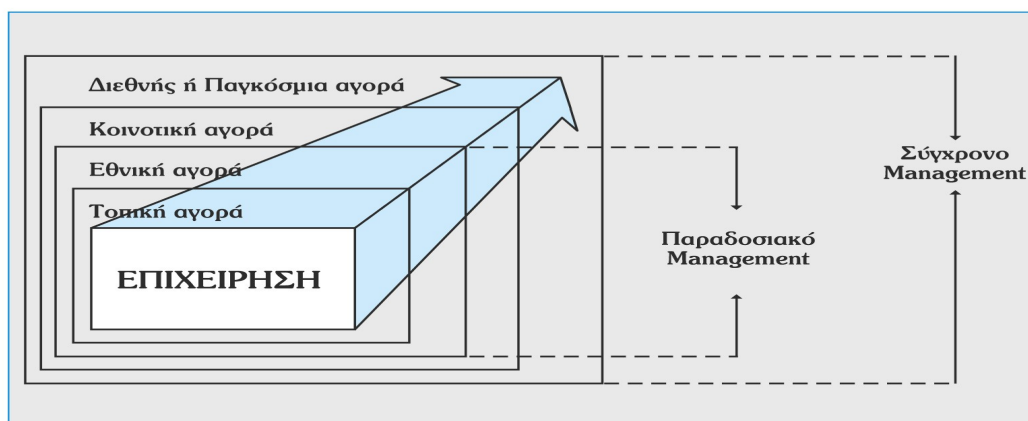 Διεθνής ή Παγκόσμια αγορά
Κοινοτική αγορά
Εθνική αγορά
Τοπική αγορά
ΕΠΙΧΕΙΡΗΣΗ
Παραδοσιακό
Management
Σύγχρονο
Management